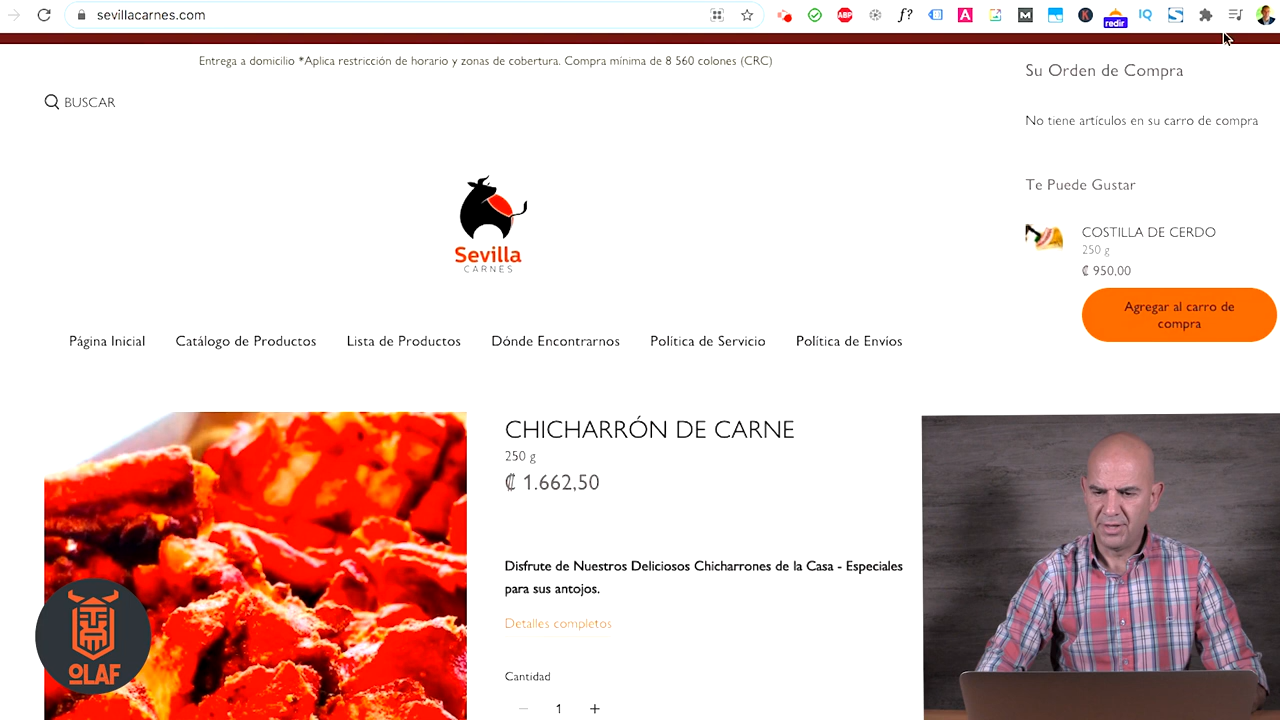 sevillacarnes.com
ABP
f?
A
M
K
redir
IQ
S
Entrega a domicilio *Aplica restricción de horario y zonas de cobertura. Compra mínima de 8 560 colones (CRC)
BUSCAR
Sevilla
CARNES
Página Inicial
Catálogo de Productos
Lista de Productos
Dónde Encontrarnos
Política de Servicio
Política de Envios
Su Orden de Compra
No tiene artículos en su carro de compra
Te Puede Gustar
COSTILLA DE CERDO
250 g
₡ 950,00
Agregar al carro de
compra
CHICHARRÓN DE CARNE
250 g
₡ 1.662,50
Disfrute de Nuestros Deliciosos Chicharrones de la Casa - Especiales
para sus antojos.
Detalles completos
Cantidad
− 1 +
OLAF